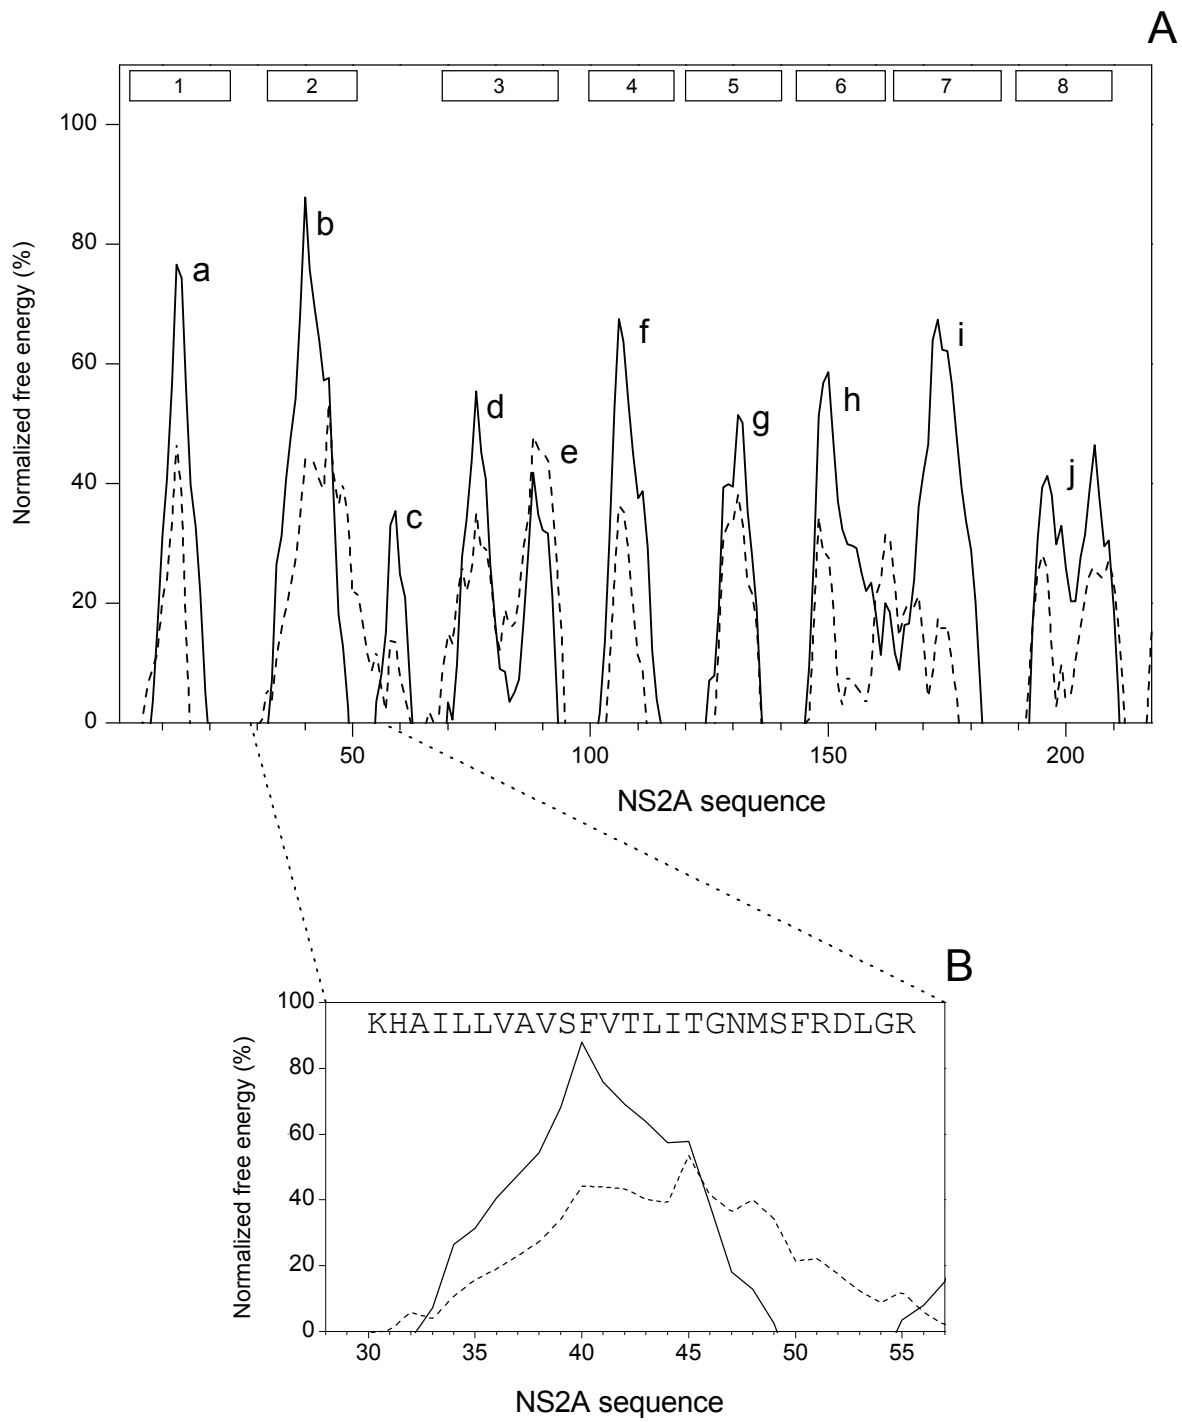 A
1 2 3 4 5 6 7 8
100
80
60
40
20
0
Normalized free energy (%)
a
b
c
d
e
f
g
h
i
j
50 100 150 200
NS2A sequence
B
KHAILLVAVSFVTLITGNMSFRDLGR
100
80
60
40
20
0
Normalized free energy (%)
30 35 40 45 50 55
NS2A sequence